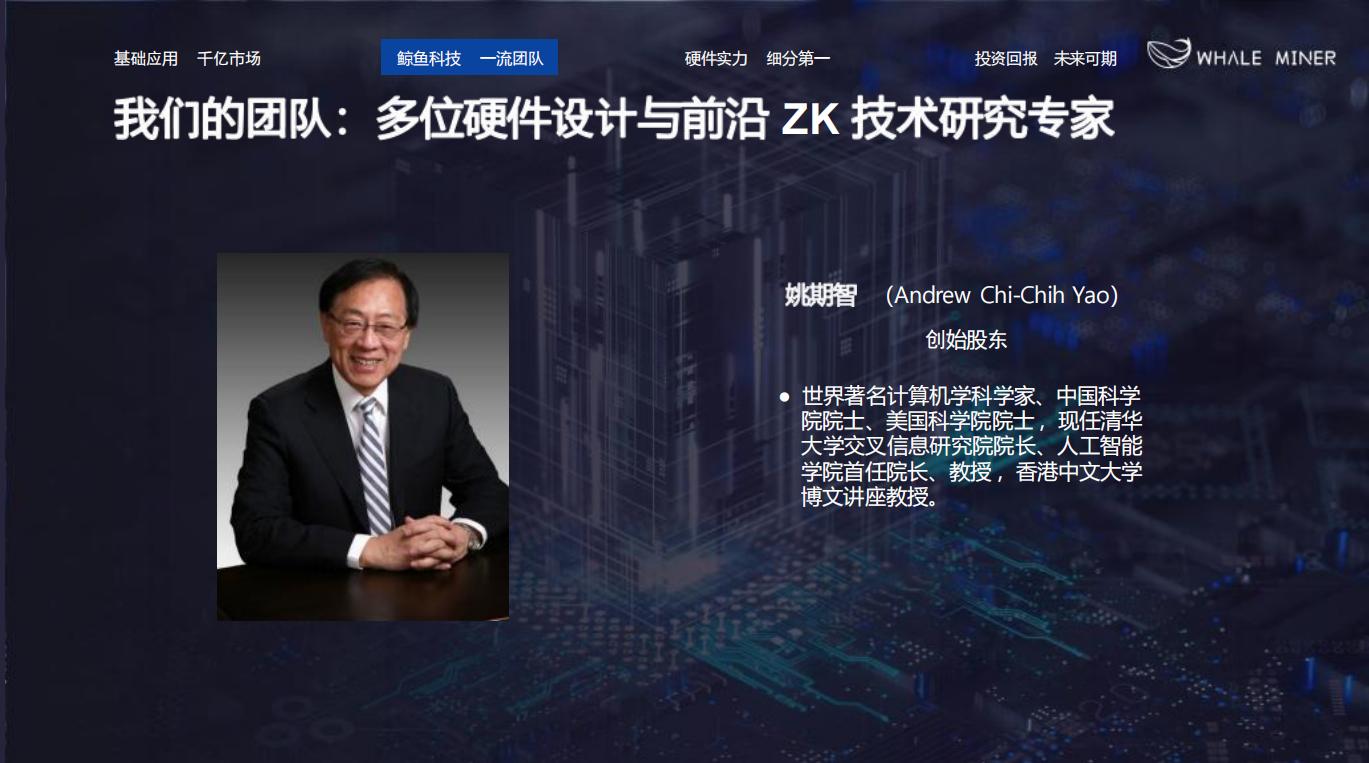 基础应用 千亿市场
鲸鱼科技 一流团队
硬件实力 细分第一
投资回报 未来可期
WHALE MINER
我们的团队：多位硬件设计与前沿 ZK 技术研究专家
姚期智 (Andrew Chi-Chih Yao)
创始股东
● 世界著名计算机学科学家、中国科学
院院士、美国科学院院士，现任清华
大学交叉信息研究院院长、人工智能
学院首任院长、教授，香港中文大学
博文讲座教授。